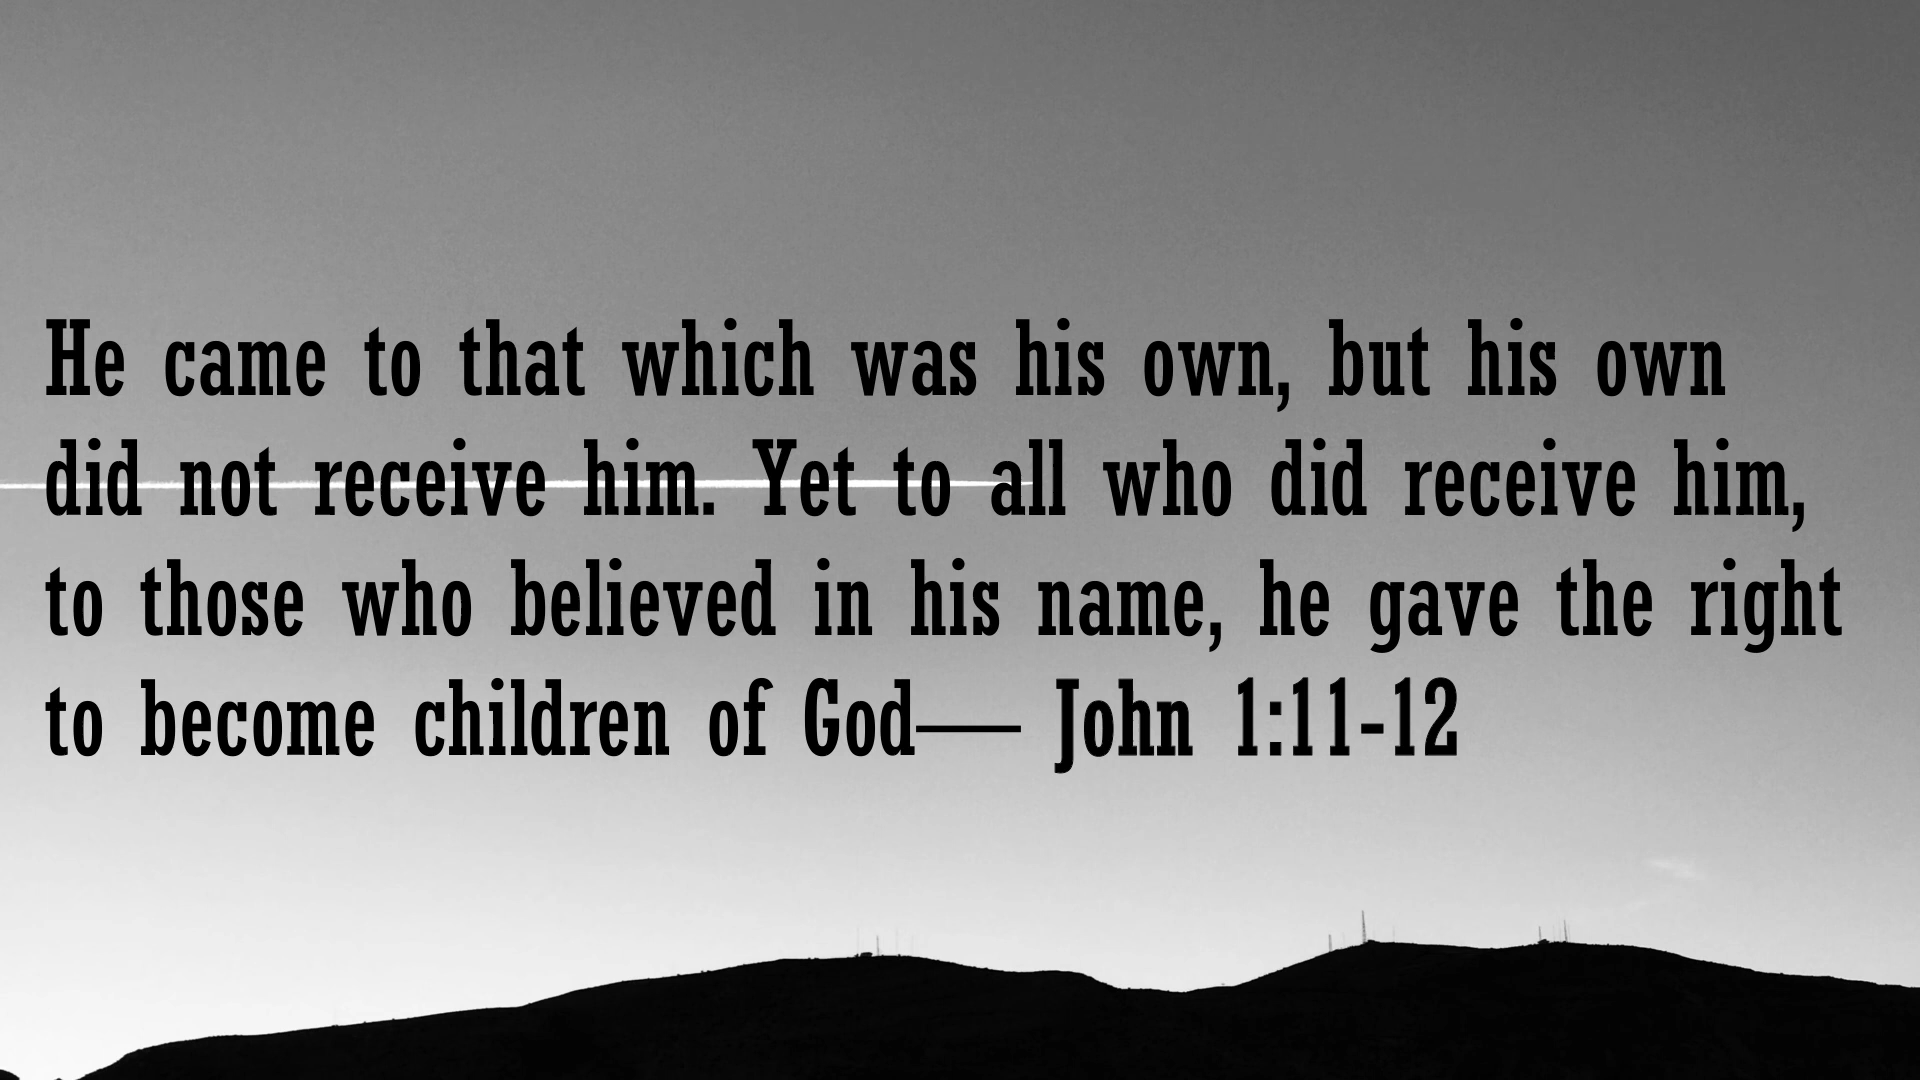 He came to that which was his own, but his own
did not receive him. Yet to all who did receive him,
to those who believed in his name, he gave the right
to become children of God— John 1:11-12